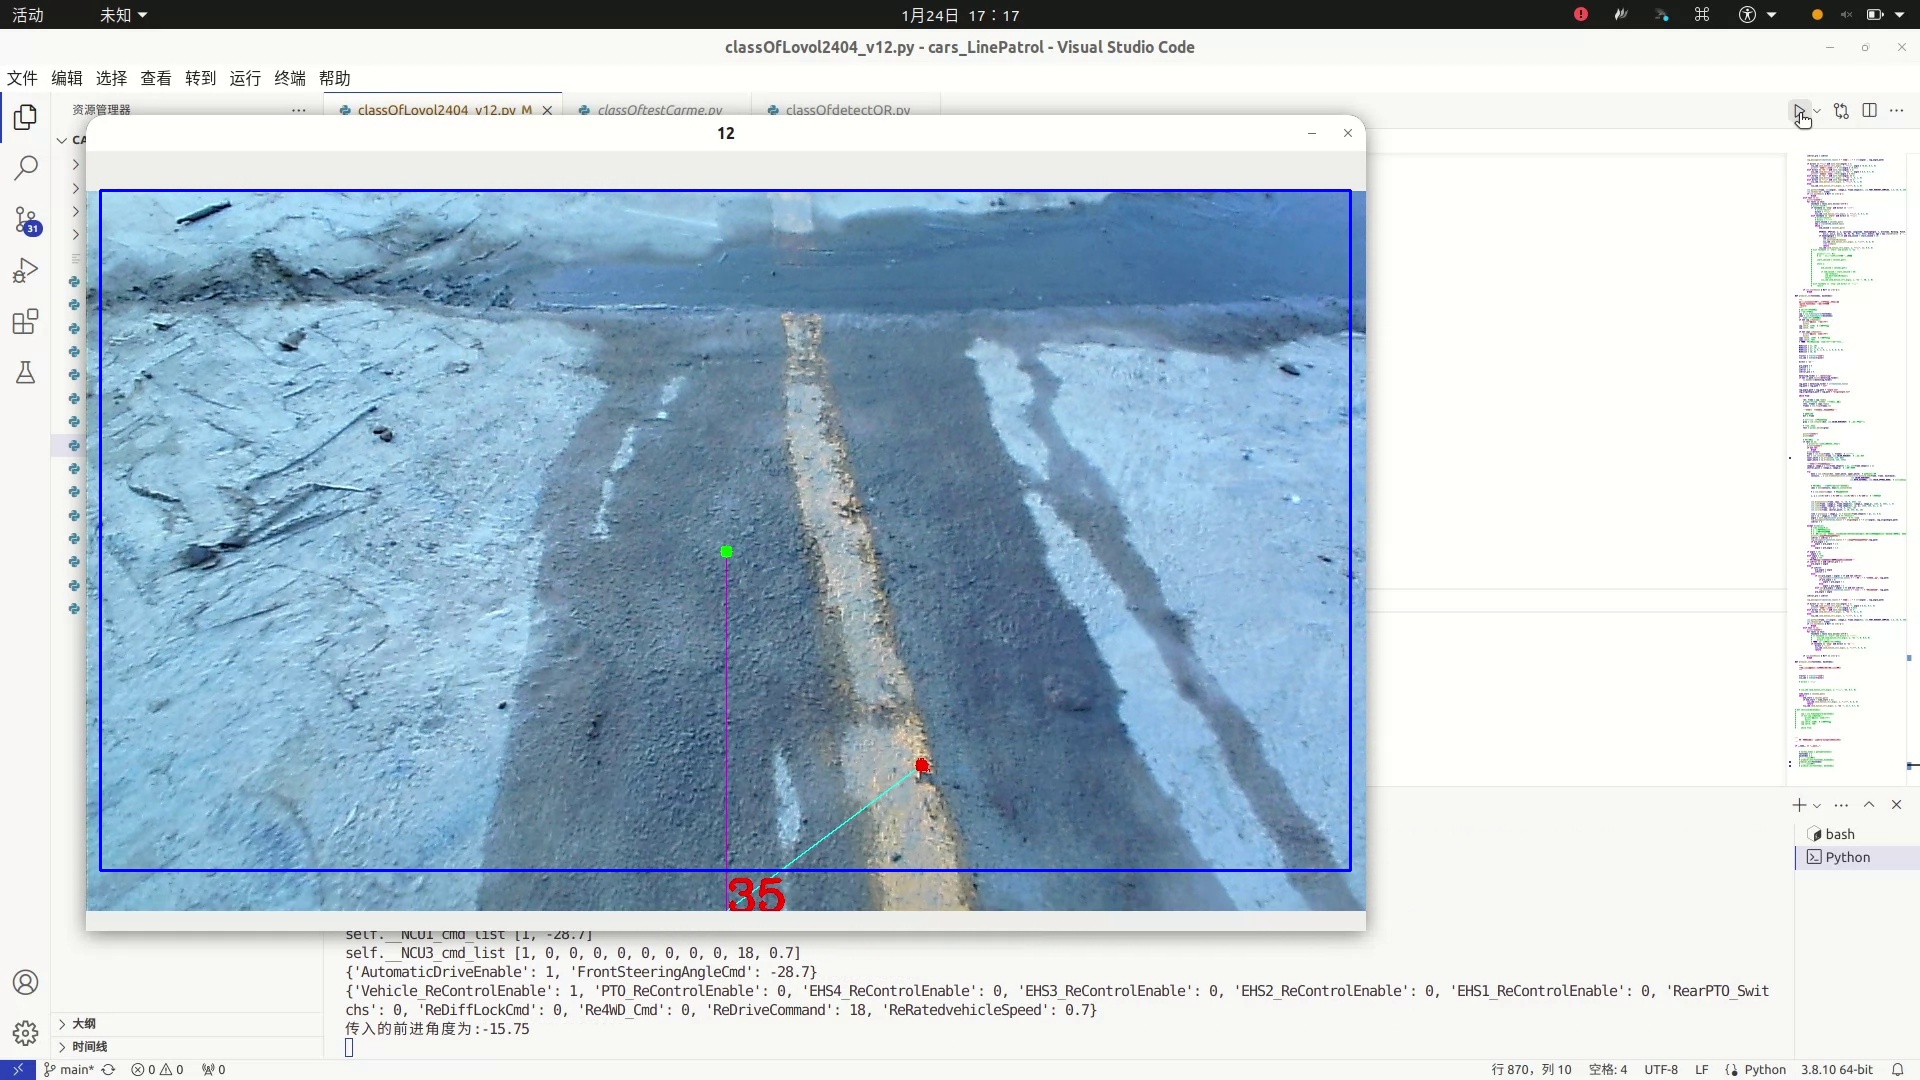 活动
未知
1月24日 17：17
classOfLovol2404_v12.py - cars_LinePatrol - Visual Studio Code
文件 编辑 选择 查看 转到 运行 终端 帮助
资源管理器
classOfLovol2404_v12.py M
classOftestCarme.py
classOfdetectQR.py
CA
12
31
35
self.__NCU1_cmd_list [1, -28.7]
self.__NCU3_cmd_list [1, 0, 0, 0, 0, 0, 0, 0, 0, 18, 0.7]
{'AutomaticDriveEnable': 1, 'FrontSteeringAngleCmd': -28.7}
{'Vehicle_ReControlEnable': 1, 'PTO_ReControlEnable': 0, 'EHS4_ReControlEnable': 0, 'EHS3_ReControlEnable': 0, 'EHS2_ReControlEnable': 0, 'EHS1_ReControlEnable': 0, 'RearPTO_Swit
chs': 0, 'ReDiffLockCmd': 0, 'Re4WD_Cmd': 0, 'ReDriveCommand': 18, 'ReRatedvehicleSpeed': 0.7}
传入的前进角度为:-15.75
bash
Python
大纲
时间线
main* 0 0 0
行 870，列 10 空格: 4 UTF-8 LF Python 3.8.10 64-bit